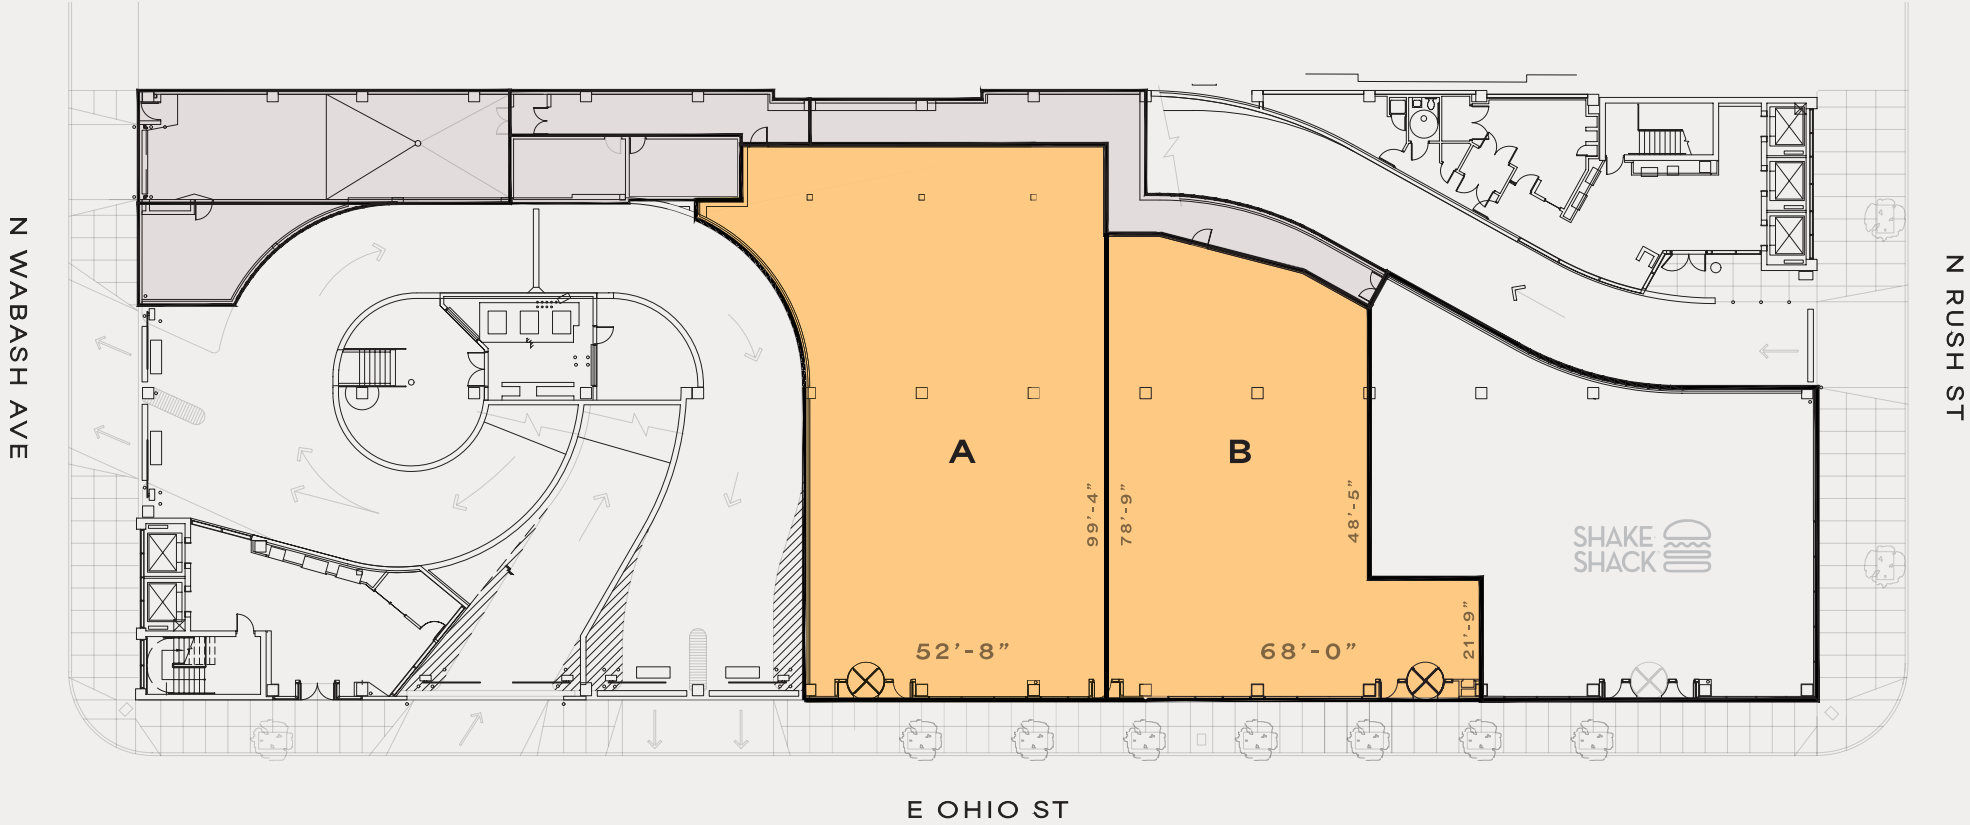 N WABASH AVE
N RUSH ST
A
B
99'-4"
78'-9"
48'-5"
SHAKE
SHACK
21'-9"
52'-8"
68'-0"
E OHIO ST